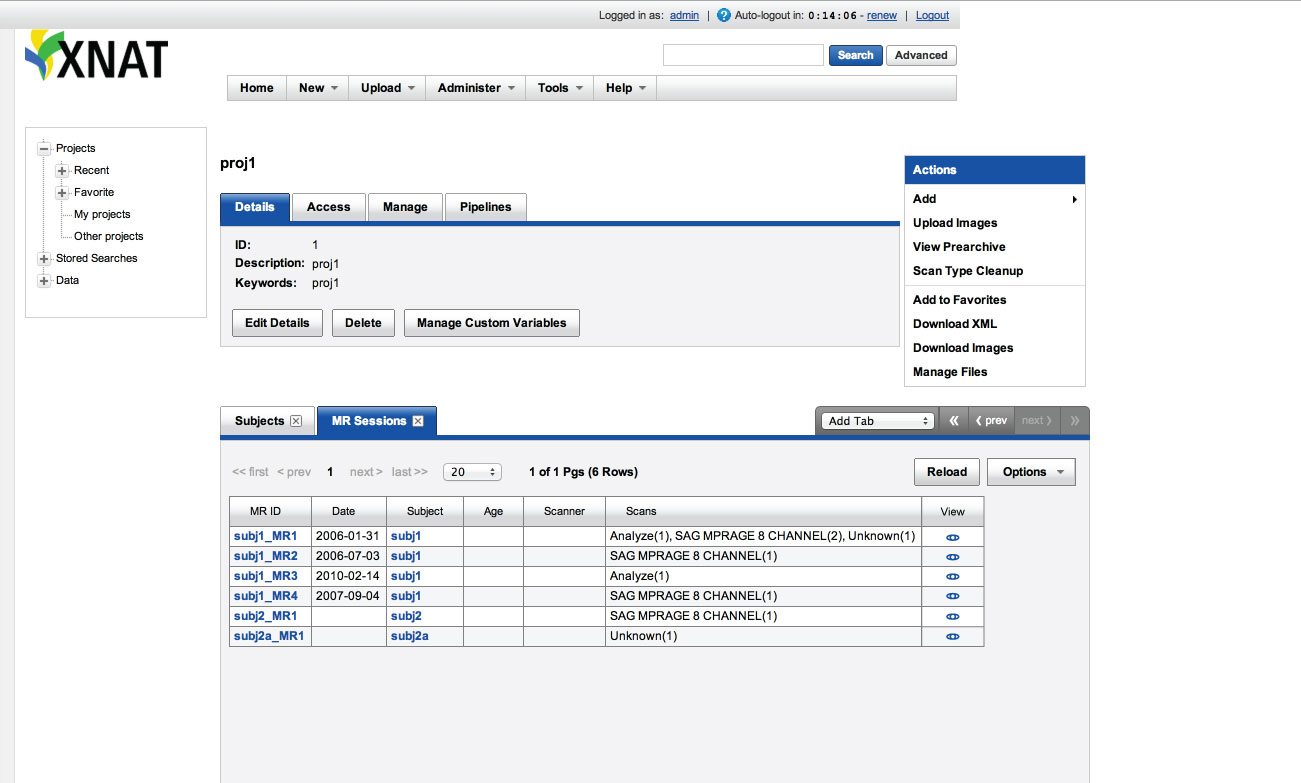 Logged in as: admin | ? Auto-logout in: 0:14:06 - renew | Logout
XNAT
Search Advanced
Home New Upload Administer Tools Help
Projects
Recent
Favorite
My projects
Other projects
Stored Searches
Data
proj1
Details Access Manage Pipelines
ID: 1
Description: proj1
Keywords: proj1
Edit Details Delete Manage Custom Variables
Actions
Add
Upload Images
View Prearchive
Scan Type Cleanup
Add to Favorites
Download XML
Download Images
Manage Files
Subjects MR Sessions Add Tab « ‹ prev next › »
<< first < prev 1 next > last >> 20 1 of 1 Pgs (6 Rows) Reload Options
MR ID Date Subject Age Scanner Scans View
subj1_MR1 2006-01-31 subj1 Analyze(1), SAG MPRAGE 8 CHANNEL(2), Unknown(1)
subj1_MR2 2006-07-03 subj1 SAG MPRAGE 8 CHANNEL(1)
subj1_MR3 2010-02-14 subj1 Analyze(1)
subj1_MR4 2007-09-04 subj1 SAG MPRAGE 8 CHANNEL(1)
subj2_MR1 subj2 SAG MPRAGE 8 CHANNEL(1)
subj2a_MR1 subj2a Unknown(1)